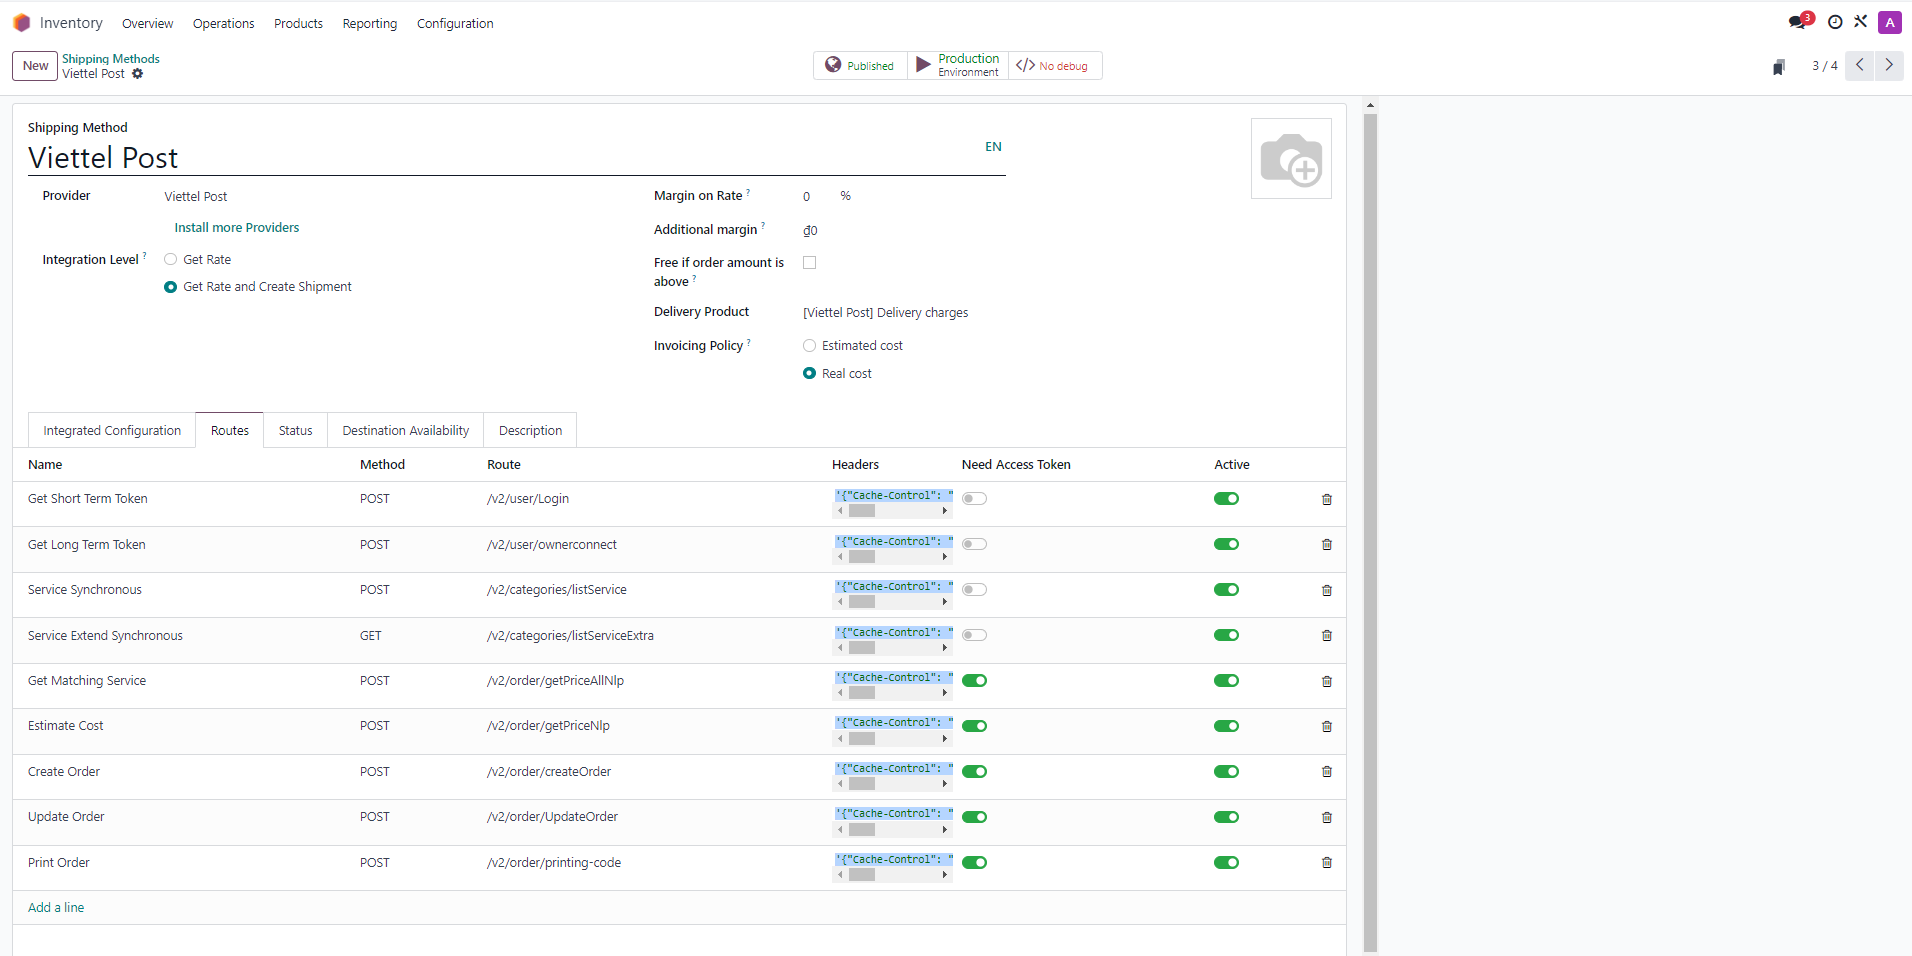 Inventory Overview Operations Products Reporting Configuration 3 A
New Shipping Methods
Viettel Post
Published
Production
Environment
No debug
3 / 4
Shipping Method
Viettel Post EN
Provider Viettel Post
Install more Providers
Integration Level ? Get Rate
Get Rate and Create Shipment
Margin on Rate ? 0 %
Additional margin ? ₫0
Free if order amount is
above ?
Delivery Product [Viettel Post] Delivery charges
Invoicing Policy ? Estimated cost
Real cost
Integrated Configuration Routes Status Destination Availability Description
Name Method Route Headers Need Access Token Active
Get Short Term Token POST /v2/user/Login '{"Cache-Control": "
Get Long Term Token POST /v2/user/ownerconnect '{"Cache-Control": "
Service Synchronous POST /v2/categories/listService '{"Cache-Control": "
Service Extend Synchronous GET /v2/categories/listServiceExtra '{"Cache-Control": "
Get Matching Service POST /v2/order/getPriceAllNlp '{"Cache-Control": "
Estimate Cost POST /v2/order/getPriceNlp '{"Cache-Control": "
Create Order POST /v2/order/createOrder '{"Cache-Control": "
Update Order POST /v2/order/UpdateOrder '{"Cache-Control": "
Print Order POST /v2/order/printing-code '{"Cache-Control": "
Add a line